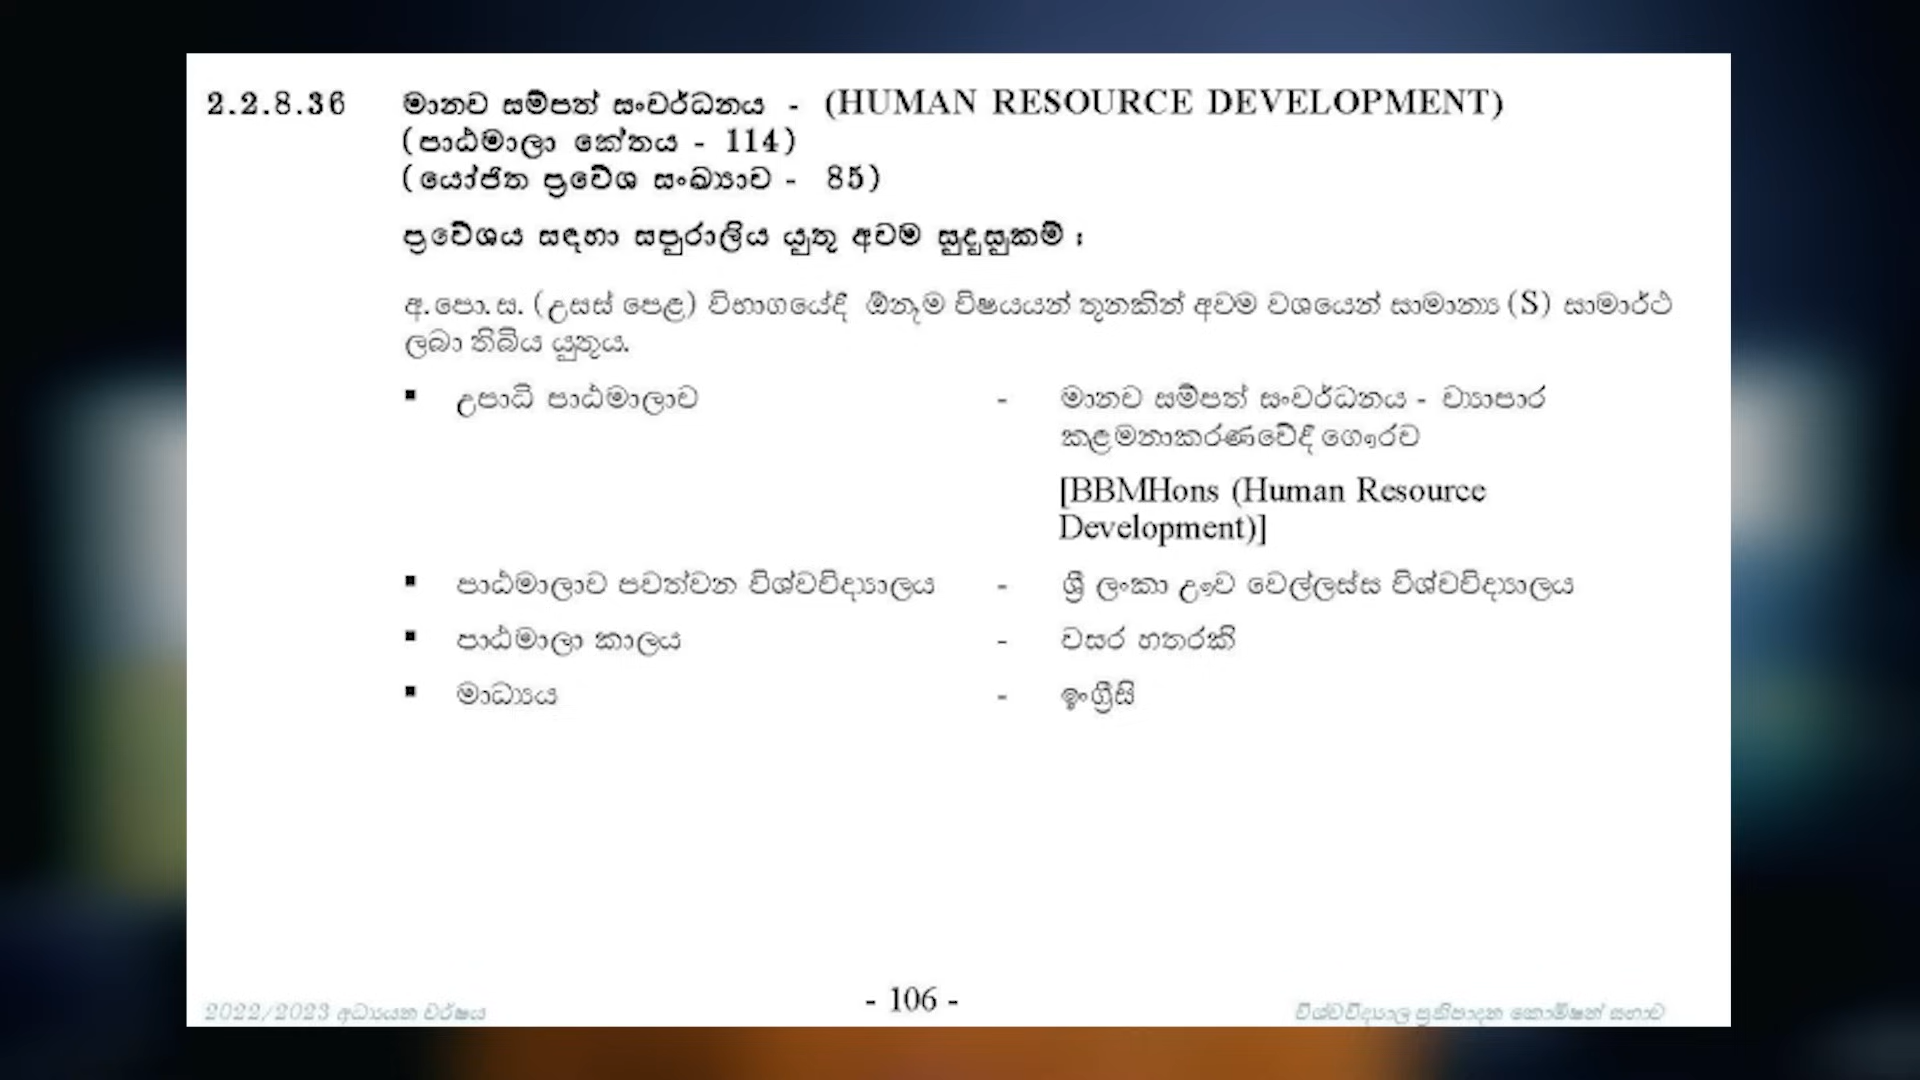 2.2.8.36 මානව සම්පත් සංවර්ධනය - (HUMAN RESOURCE DEVELOPMENT)
(පාඨමාලා කේතය - 114)
(යෝජිත ප්‍රවේශ සංඛ්‍යාව - 85)
ප්‍රවේශය සඳහා සපුරාලිය යුතු අවම සුදුසුකම් :
අ.පො.ස. (උසස් පෙළ) විභාගයේදී ඕනෑම විෂයයන් තුනකින් අවම වශයෙන් සාමාන්‍ය (S) සාමාර්ථ
ලබා තිබිය යුතුය.
▪ උපාධි පාඨමාලාව - මානව සම්පත් සංවර්ධනය - ව්‍යාපාර
කළමනාකරණවේදී ගෞරව
[BBMHons (Human Resource
Development)]
▪ පාඨමාලාව පවත්වන විශ්වවිද්‍යාලය - ශ්‍රී ලංකා ඌව වෙල්ලස්ස විශ්වවිද්‍යාලය
▪ පාඨමාලා කාලය - වසර හතරකි
▪ මාධ්‍යය - ඉංග්‍රීසි
2022/2023 අධ්‍යයන වර්ෂය - 106 - විශ්වවිද්‍යාල ප්‍රතිපාදන කොමිෂන් සභාව